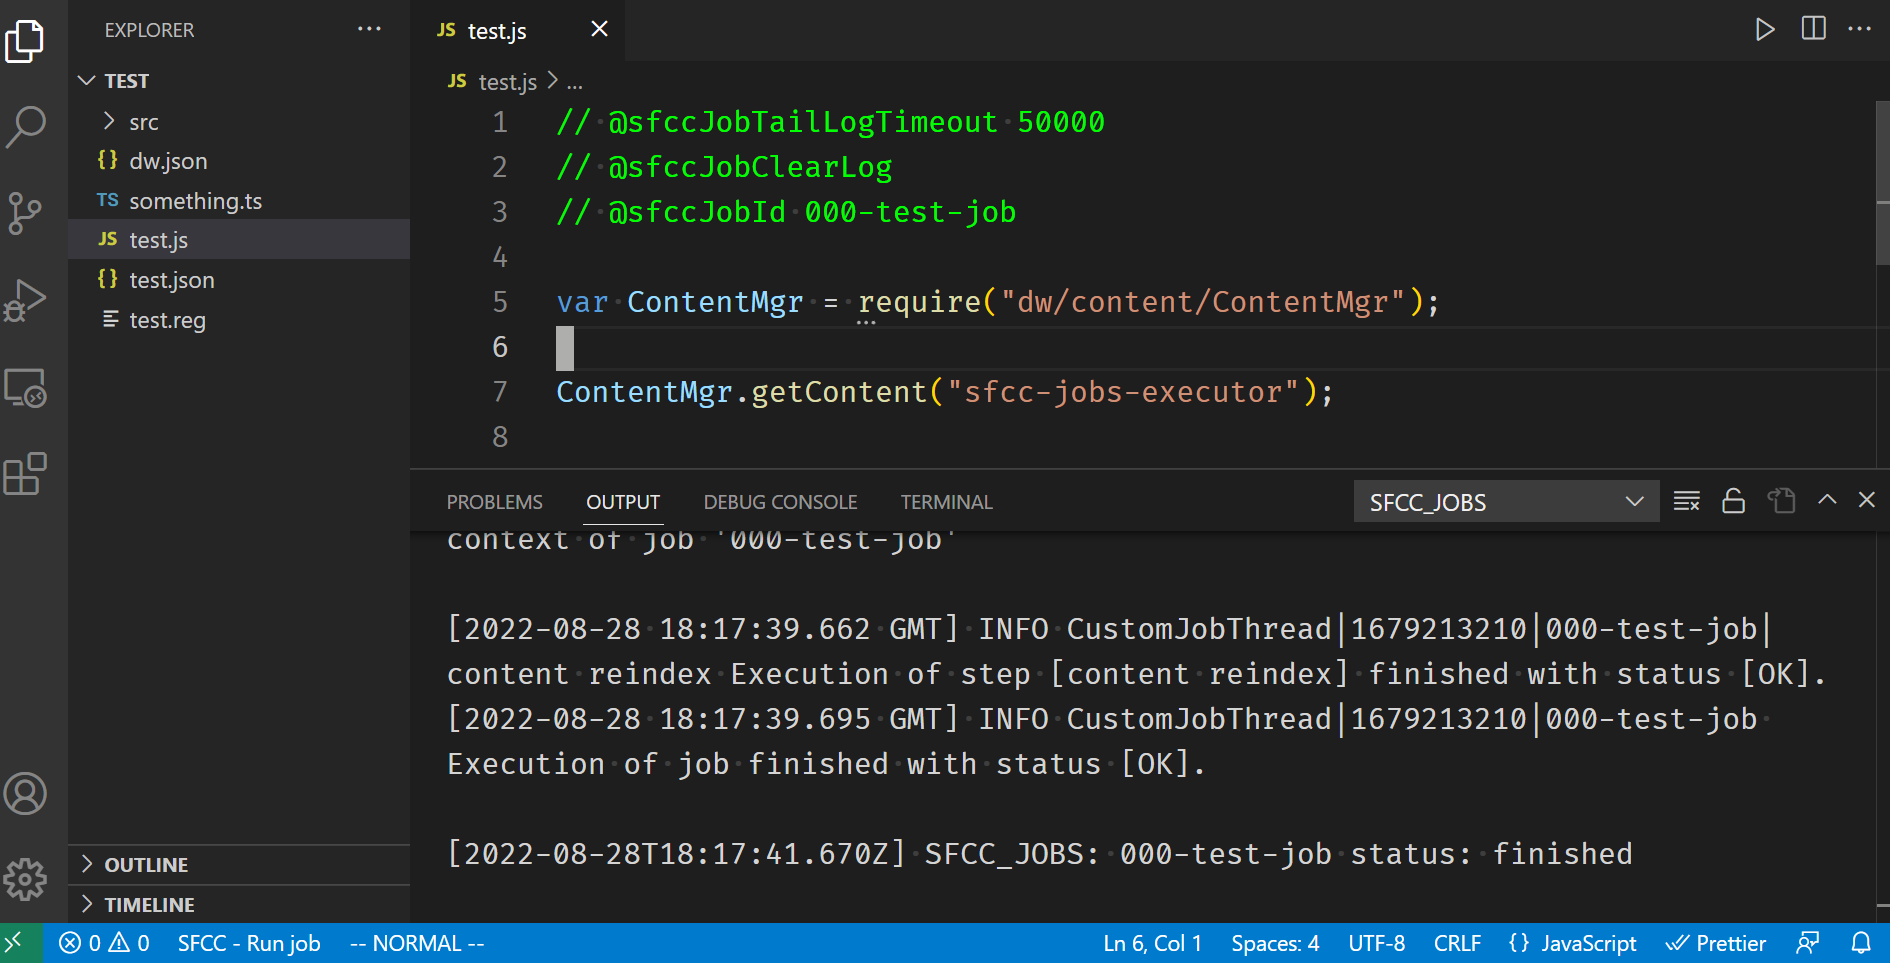 EXPLORER
TEST
src
{} dw.json
TS something.ts
JS test.js
{} test.json
test.reg
OUTLINE
TIMELINE
JS test.js
JS test.js > ...
1 // @sfccJobTailLogTimeout 50000
2 // @sfccJobClearLog
3 // @sfccJobId 000-test-job
4
5 var ContentMgr = require("dw/content/ContentMgr");
6
7 ContentMgr.getContent("sfcc-jobs-executor");
8
PROBLEMS OUTPUT DEBUG CONSOLE TERMINAL SFCC_JOBS
context of job '000-test-job'
[2022-08-28 18:17:39.662 GMT] INFO CustomJobThread|1679213210|000-test-job|
content reindex Execution of step [content reindex] finished with status [OK].
[2022-08-28 18:17:39.695 GMT] INFO CustomJobThread|1679213210|000-test-job
Execution of job finished with status [OK].
[2022-08-28T18:17:41.670Z] SFCC_JOBS: 000-test-job status: finished
0 0 SFCC - Run job -- NORMAL -- Ln 6, Col 1 Spaces: 4 UTF-8 CRLF {} JavaScript Prettier